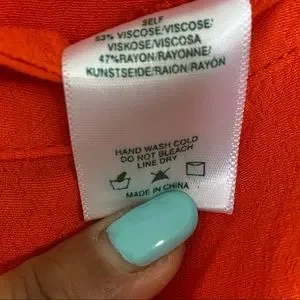 SELF
53% VISCOSE/VISCOSE/
VISKOSE/VISCOSA
47%RAYON/RAYONNE/
KUNSTSEIDE/RAION/RAYÓN
HAND WASH COLD
DO NOT BLEACH
LINE DRY
MADE IN CHINA